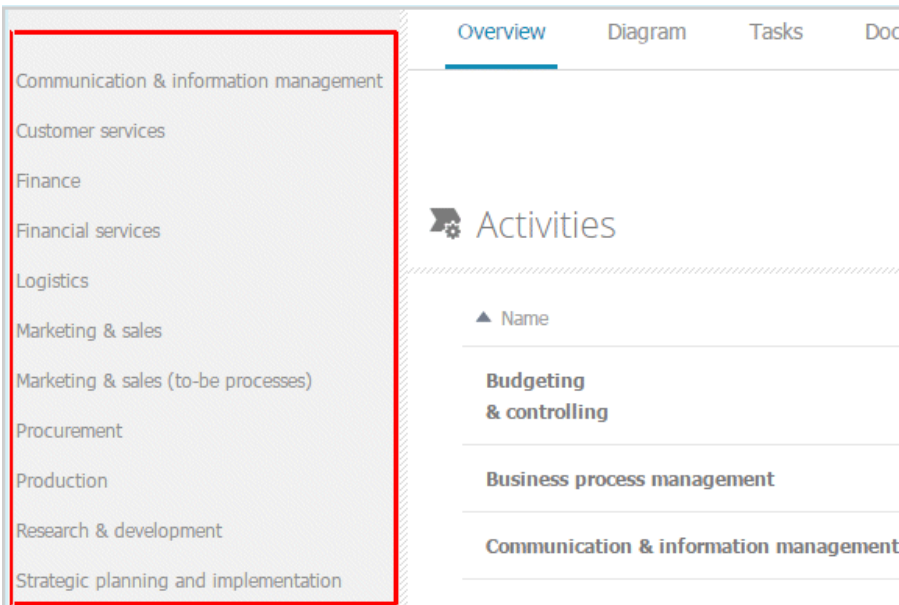 Communication & information management
Customer services
Finance
Financial services
Logistics
Marketing & sales
Marketing & sales (to-be processes)
Procurement
Production
Research & development
Strategic planning and implementation
Overview
Diagram
Tasks
Doc
Activities
Name
Budgeting
& controlling
Business process management
Communication & information management